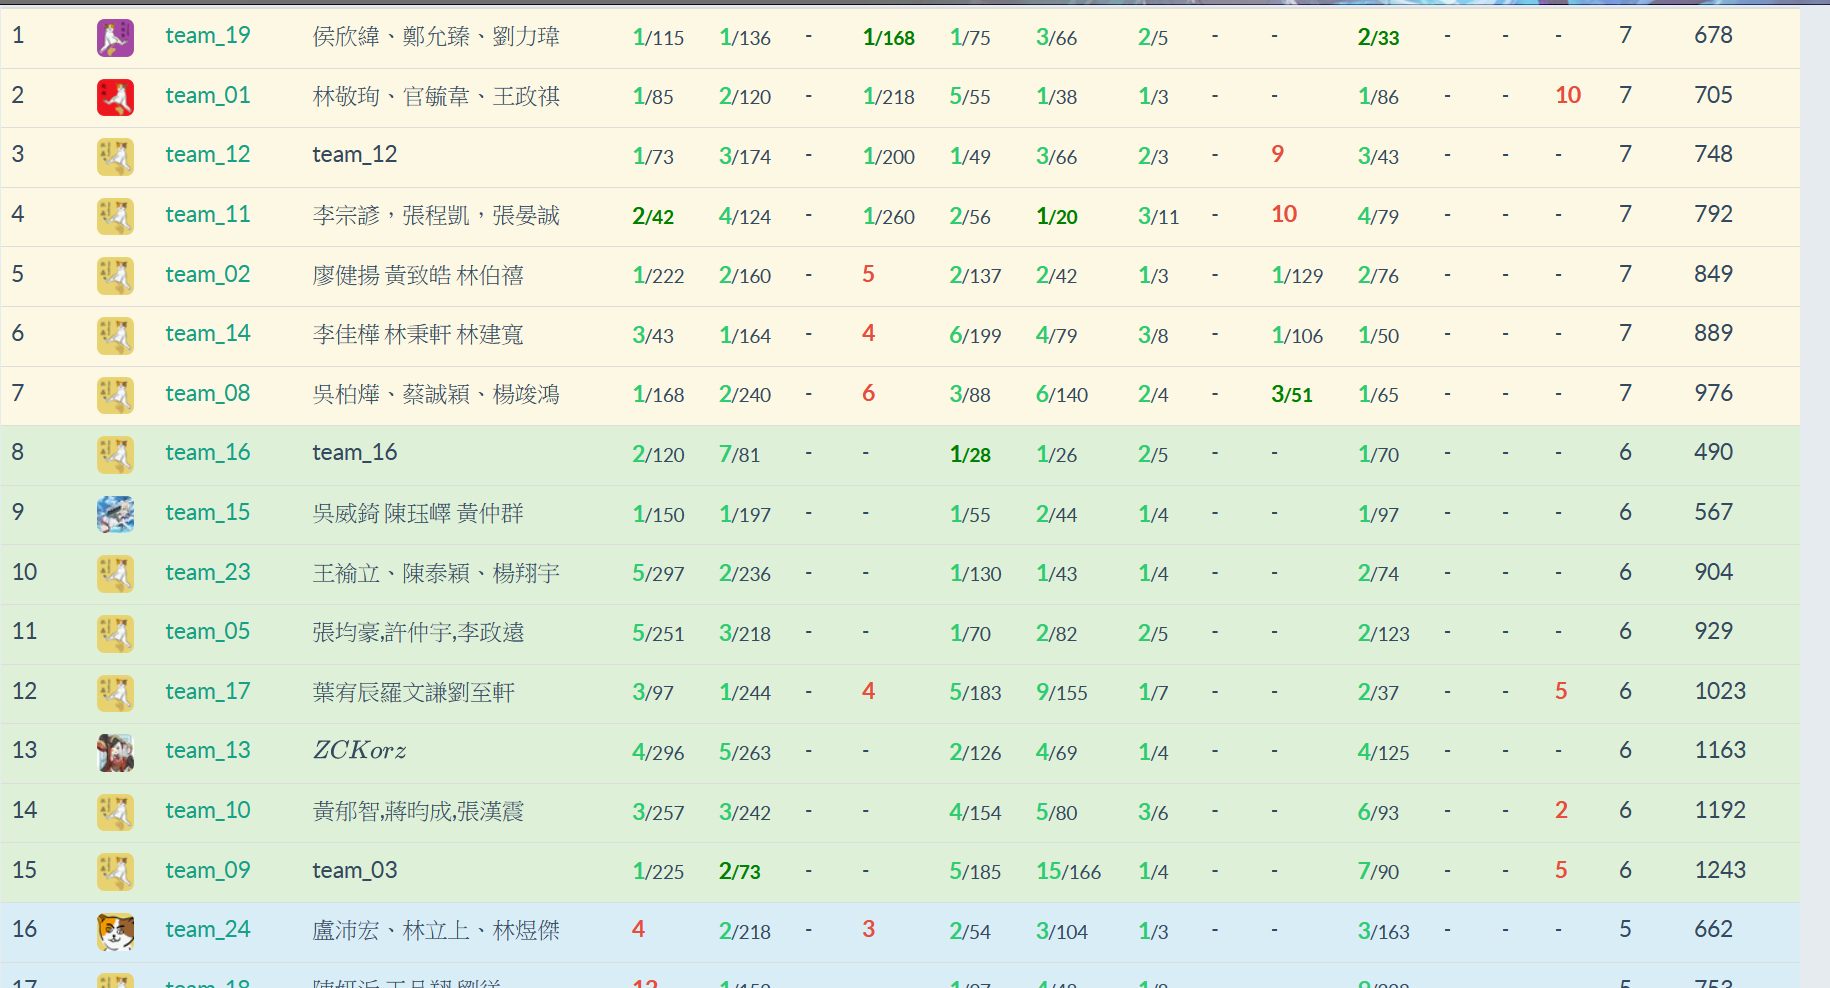 1 team_19 侯欣緯、鄭允臻、劉力瑋 1/115 1/136 - 1/168 1/75 3/66 2/5 - - 2/33 - - - 7 678
2 team_01 林敬珣、官毓韋、王政祺 1/85 2/120 - 1/218 5/55 1/38 1/3 - - 1/86 - - 10 7 705
3 team_12 team_12 1/73 3/174 - 1/200 1/49 3/66 2/3 - 9 3/43 - - - 7 748
4 team_11 李宗諺，張程凱，張晏誠 2/42 4/124 - 1/260 2/56 1/20 3/11 - 10 4/79 - - - 7 792
5 team_02 廖健揚 黃致皓 林伯禧 1/222 2/160 - 5 2/137 2/42 1/3 - 1/129 2/76 - - - 7 849
6 team_14 李佳樺 林秉軒 林建寬 3/43 1/164 - 4 6/199 4/79 3/8 - 1/106 1/50 - - - 7 889
7 team_08 吳柏燁、蔡誠穎、楊竣鴻 1/168 2/240 - 6 3/88 6/140 2/4 - 3/51 1/65 - - - 7 976
8 team_16 team_16 2/120 7/81 - - 1/28 1/26 2/5 - - 1/70 - - - 6 490
9 team_15 吳威錡 陳珏嶧 黃仲群 1/150 1/197 - - 1/55 2/44 1/4 - - 1/97 - - - 6 567
10 team_23 王褕立、陳泰穎、楊翔宇 5/297 2/236 - - 1/130 1/43 1/4 - - 2/74 - - - 6 904
11 team_05 張均豪,許仲宇,李政遠 5/251 3/218 - - 1/70 2/82 2/5 - - 2/123 - - - 6 929
12 team_17 葉宥辰羅文謙劉至軒 3/97 1/244 - 4 5/183 9/155 1/7 - - 2/37 - - 5 6 1023
13 team_13 ZCKorz 4/296 5/263 - - 2/126 4/69 1/4 - - 4/125 - - - 6 1163
14 team_10 黃郁智,蔣昀成,張漢震 3/257 3/242 - - 4/154 5/80 3/6 - - 6/93 - - 2 6 1192
15 team_09 team_03 1/225 2/73 - - 5/185 15/166 1/4 - - 7/90 - - 5 6 1243
16 team_24 盧沛宏、林立上、林煜傑 4 2/218 - 3 2/54 3/104 1/3 - - 3/163 - - - 5 662
17 team_18 12 - - - - - - - 5 753